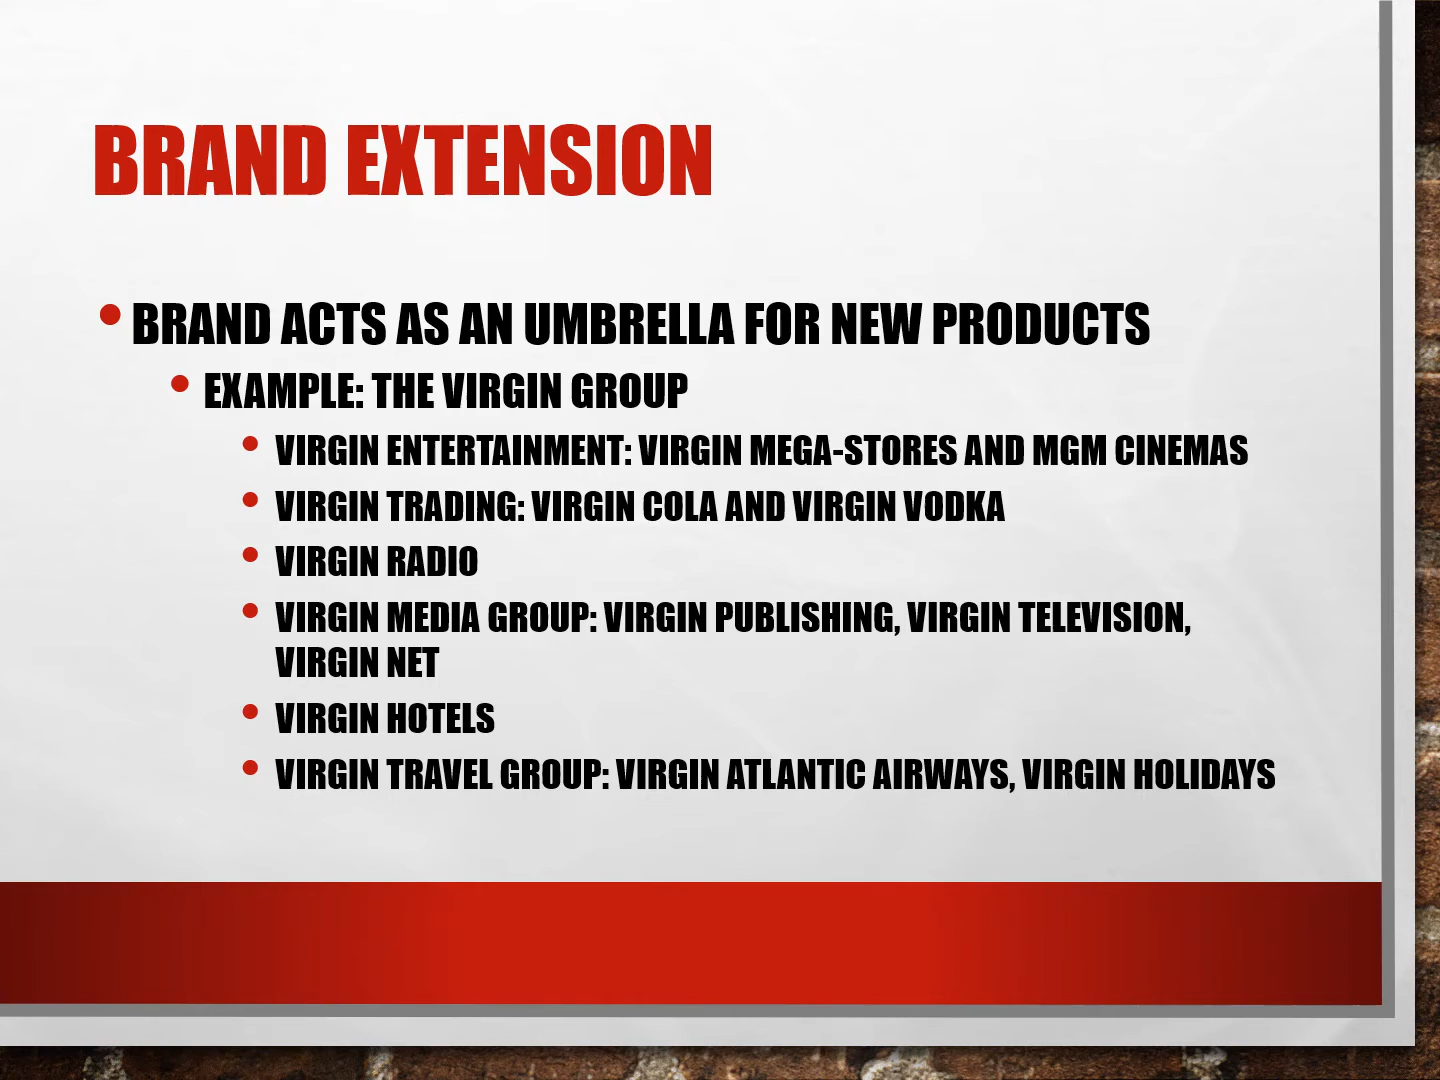 BRAND EXTENSION
• BRAND ACTS AS AN UMBRELLA FOR NEW PRODUCTS
• EXAMPLE: THE VIRGIN GROUP
• VIRGIN ENTERTAINMENT: VIRGIN MEGA-STORES AND MGM CINEMAS
• VIRGIN TRADING: VIRGIN COLA AND VIRGIN VODKA
• VIRGIN RADIO
• VIRGIN MEDIA GROUP: VIRGIN PUBLISHING, VIRGIN TELEVISION,
VIRGIN NET
• VIRGIN HOTELS
• VIRGIN TRAVEL GROUP: VIRGIN ATLANTIC AIRWAYS, VIRGIN HOLIDAYS